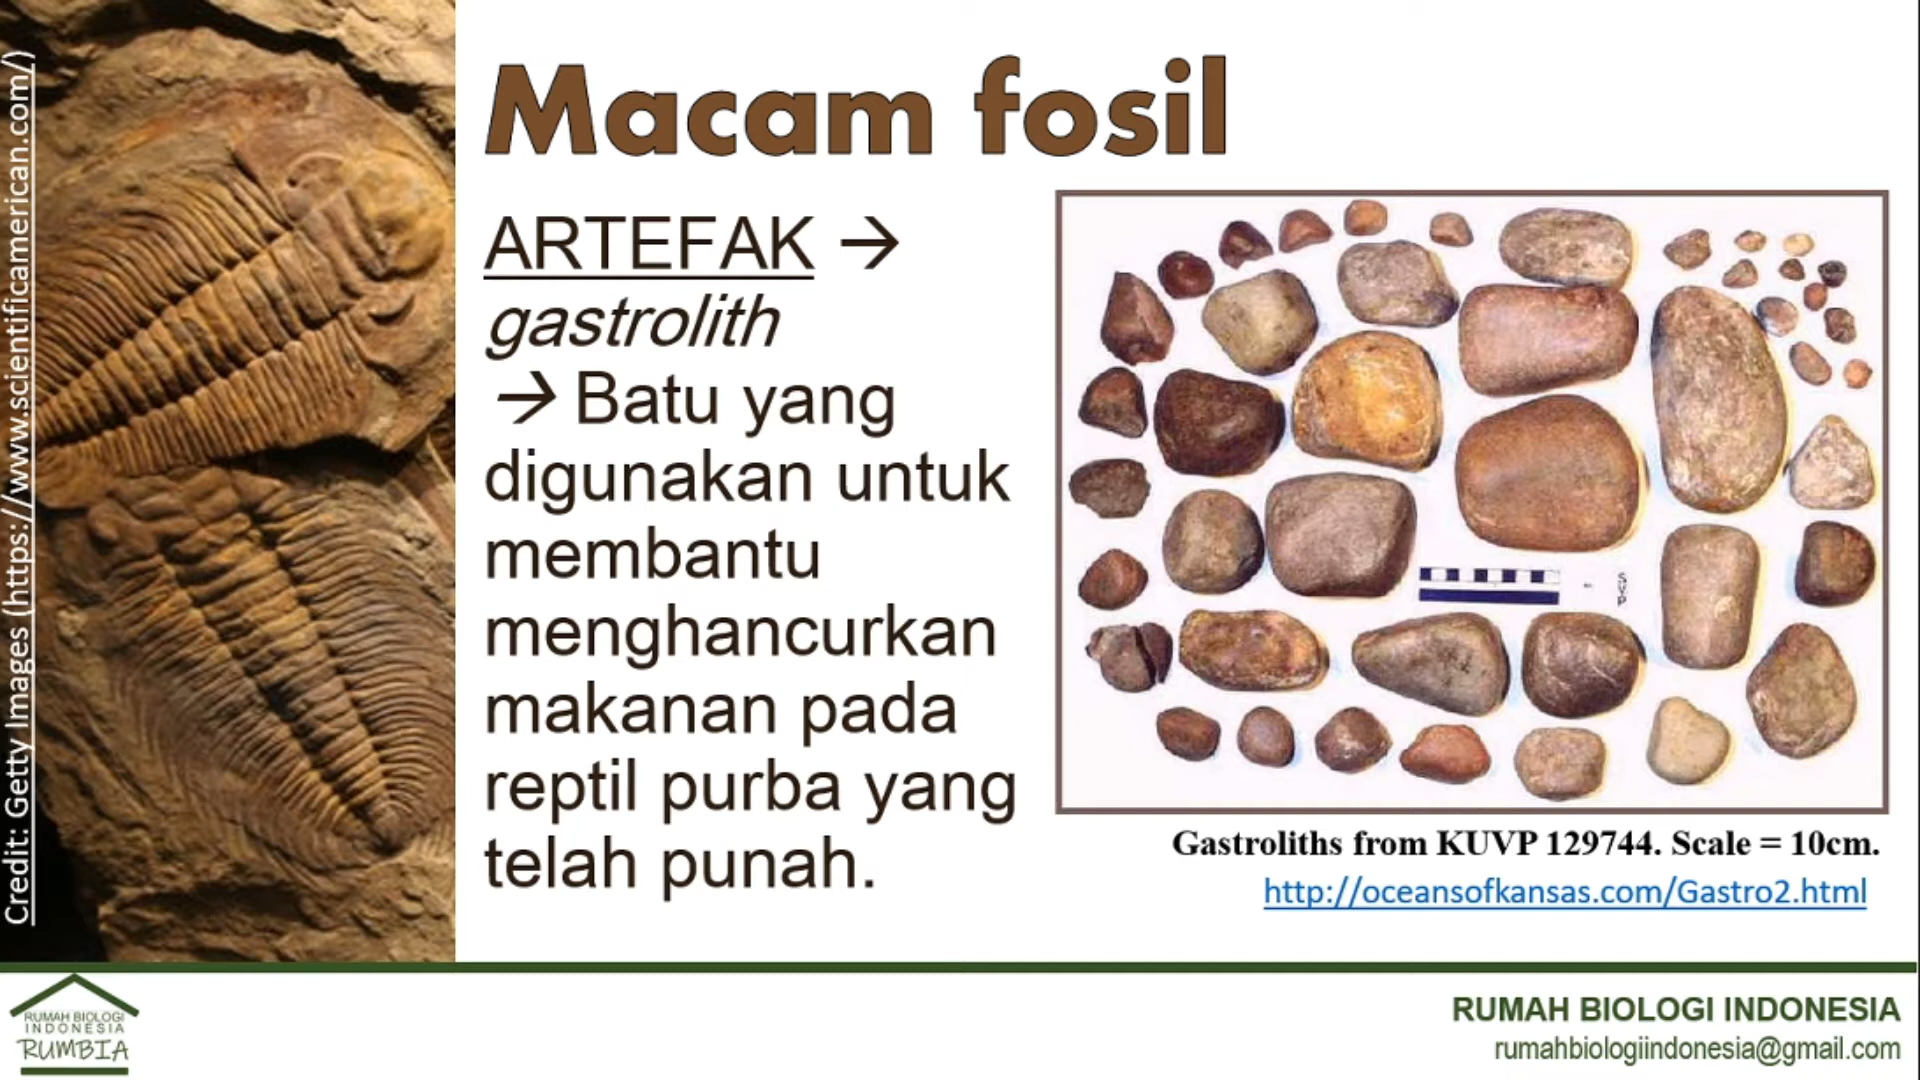 Credit: Getty Images (https://www.scientificamerican.com/)
Macam fosil
ARTEFAK →
gastrolith
→ Batu yang
digunakan untuk
membantu
menghancurkan
makanan pada
reptil purba yang
telah punah.
SVP
Gastroliths from KUVP 129744. Scale = 10cm.
http://oceansofkansas.com/Gastro2.html
RUMAH BIOLOGI
INDONESIA
RUMBIA
RUMAH BIOLOGI INDONESIA
rumahbiologiindonesia@gmail.com